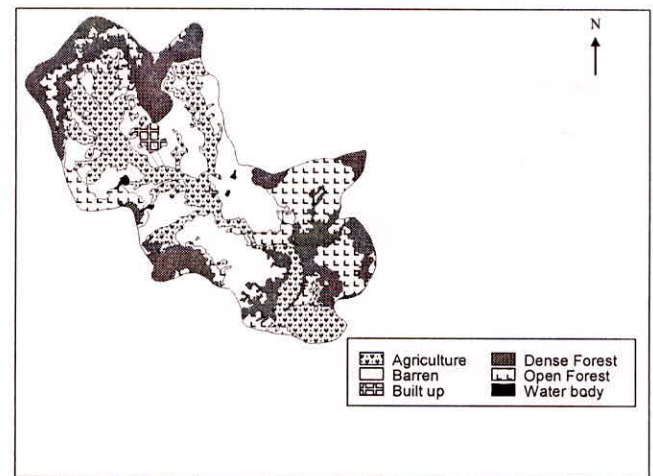 N
Agriculture
Barren
Built up
Dense Forest
Open Forest
Water body